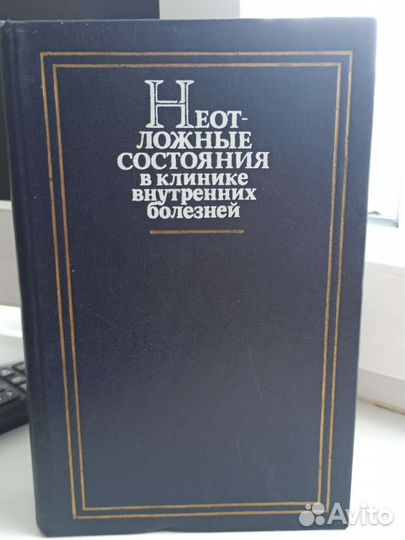 НЕОТ-
ЛОЖНЫЕ
СОСТОЯНИЯ
в клинике
внутренних
болезней
Avito